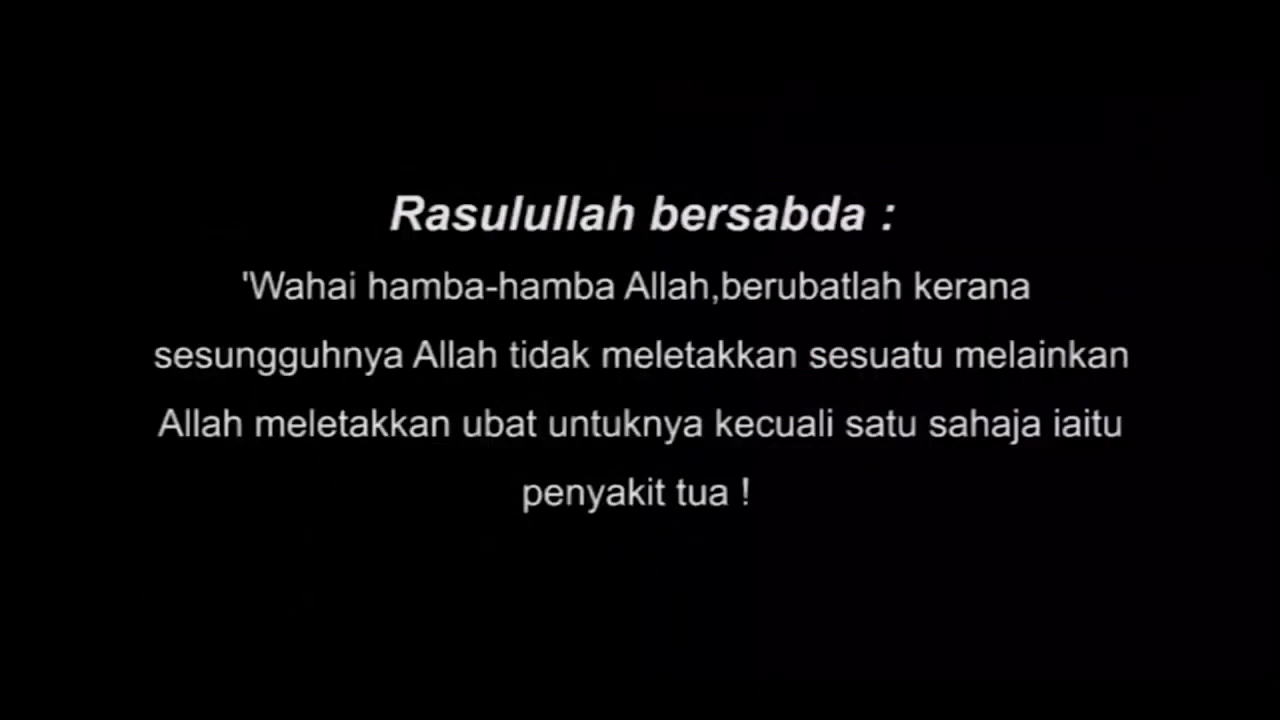 Rasulullah bersabda :
'Wahai hamba-hamba Allah,berubatlah kerana
sesungguhnya Allah tidak meletakkan sesuatu melainkan
Allah meletakkan ubat untuknya kecuali satu sahaja iaitu
penyakit tua !